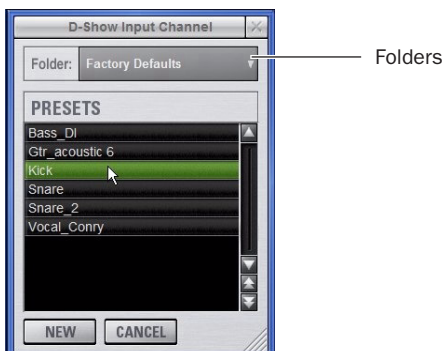 D-Show Input Channel
Folder: Factory Defaults
Folders
PRESETS
Bass_DI
Gtr_acoustic 6
Kick
Snare
Snare_2
Vocal_Conry
NEW CANCEL